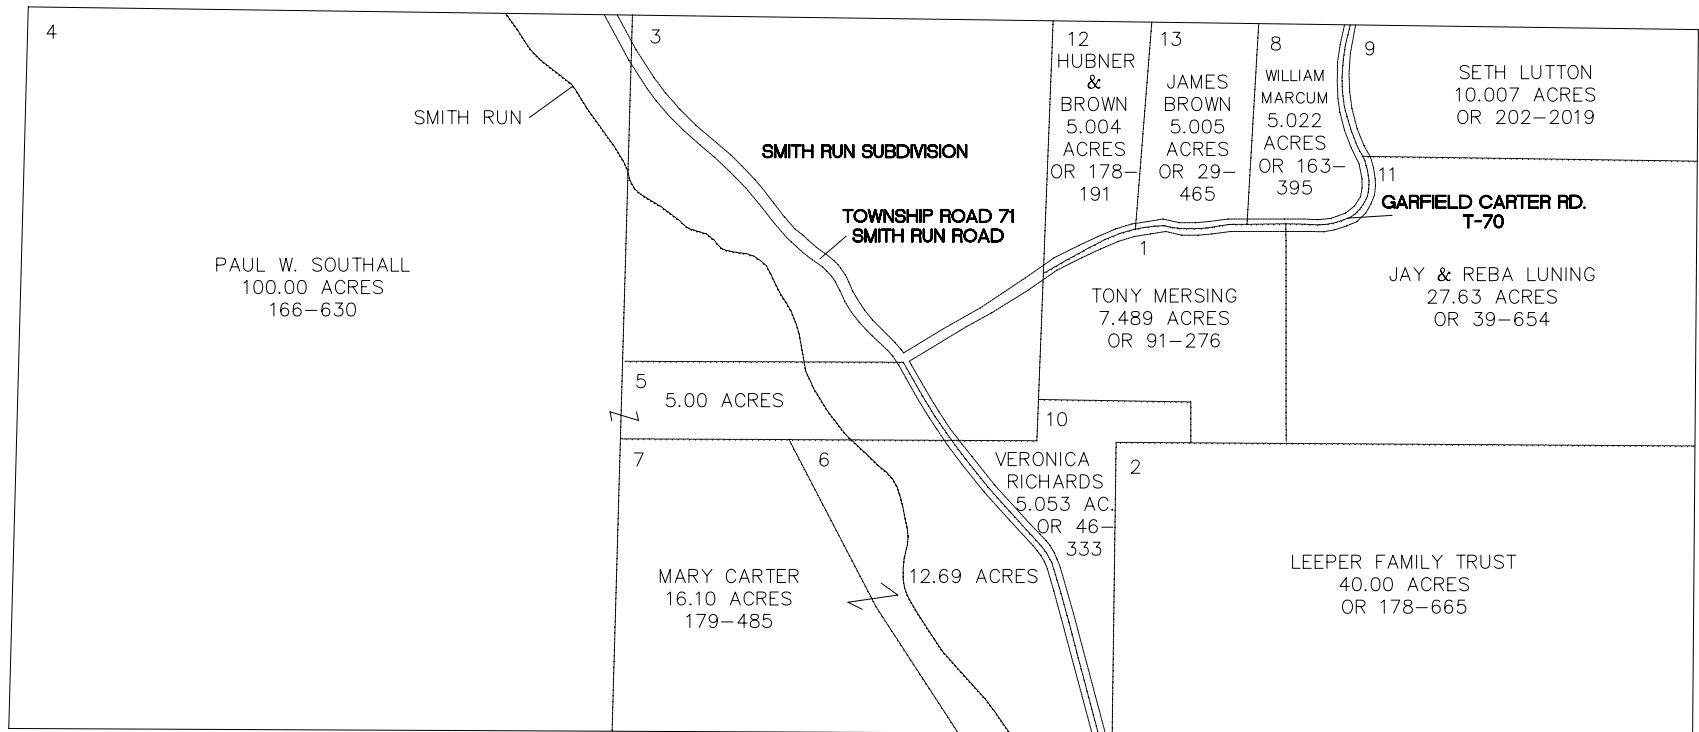 4
SMITH RUN
PAUL W. SOUTHALL
100.00 ACRES
166-630
3
SMITH RUN SUBDIVISION
TOWNSHIP ROAD 71
SMITH RUN ROAD
12
HUBNER
&
BROWN
5.004
ACRES
OR 178-
191
13
JAMES
BROWN
5.005
ACRES
OR 29-
465
8
WILLIAM
MARCUM
5.022
ACRES
OR 163-
395
9
SETH LUTTON
10.007 ACRES
OR 202-2019
11
GARFIELD CARTER RD.
T-70
JAY & REBA LUNING
27.63 ACRES
OR 39-654
1
TONY MERSING
7.489 ACRES
OR 91-276
5
5.00 ACRES
10
VERONICA
RICHARDS
5.053 AC.
OR 46-
333
7
MARY CARTER
16.10 ACRES
179-485
6
12.69 ACRES
2
LEEPER FAMILY TRUST
40.00 ACRES
OR 178-665